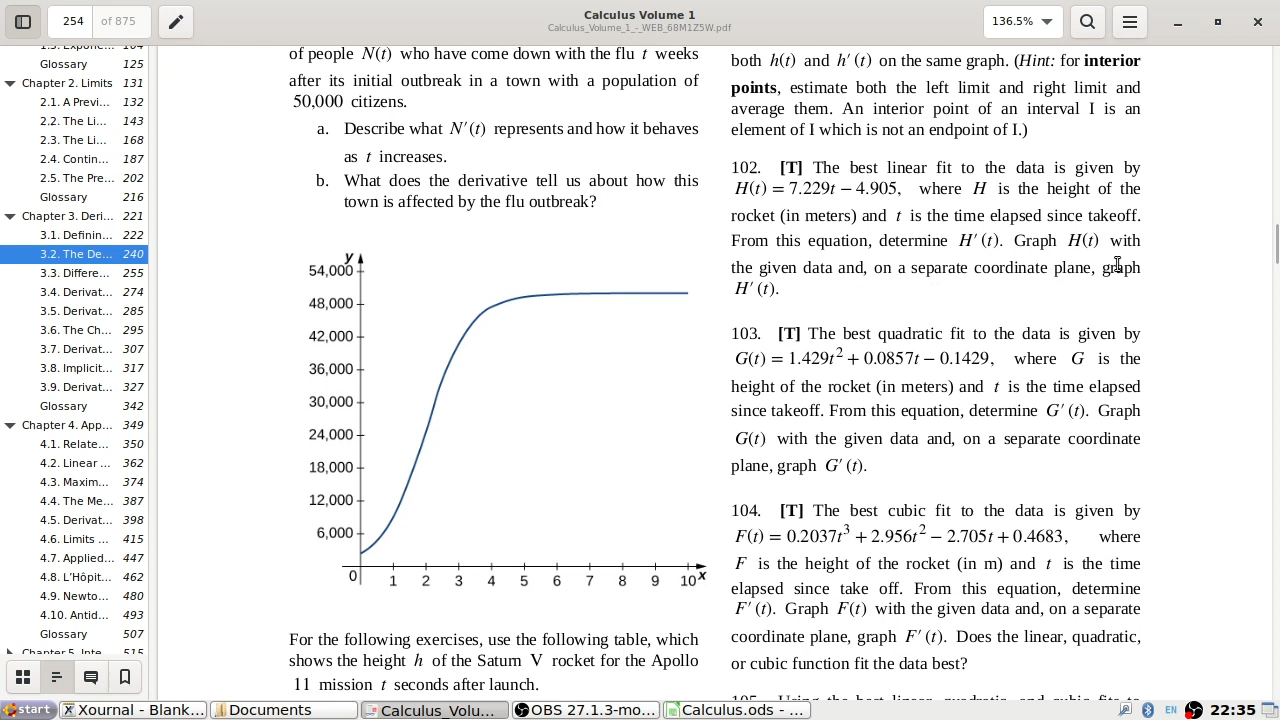 254 of 875
Calculus Volume 1
Calculus_Volume_1_-_WEB_68M1Z5W.pdf
136.5%
Glossary 125
Chapter 2. Limits 131
2.1. A Previ... 132
2.2. The Li... 143
2.3. The Li... 168
2.4. Contin... 187
2.5. The Pre... 202
Glossary 216
Chapter 3. Deri... 221
3.1. Definin... 222
3.2. The De... 240
3.3. Differe... 255
3.4. Derivat... 274
3.5. Derivat... 285
3.6. The Ch... 295
3.7. Derivat... 307
3.8. Implicit... 317
3.9. Derivat... 327
Glossary 342
Chapter 4. App... 349
4.1. Relate... 350
4.2. Linear ... 362
4.3. Maxim... 374
4.4. The Me... 387
4.5. Derivat... 398
4.6. Limits ... 415
4.7. Applied... 447
4.8. L'Hôpit... 462
4.9. Newto... 480
4.10. Antid... 493
Glossary 507
of people N(t) who have come down with the flu t weeks
after its initial outbreak in a town with a population of
50,000 citizens.
a. Describe what N′(t) represents and how it behaves
as t increases.
b. What does the derivative tell us about how this
town is affected by the flu outbreak?
y
54,000
48,000
42,000
36,000
30,000
24,000
18,000
12,000
6,000
0 1 2 3 4 5 6 7 8 9 10 x
For the following exercises, use the following table, which
shows the height h of the Saturn V rocket for the Apollo
11 mission t seconds after launch.
both h(t) and h′(t) on the same graph. (Hint: for interior
points, estimate both the left limit and right limit and
average them. An interior point of an interval I is an
element of I which is not an endpoint of I.)
102. [T] The best linear fit to the data is given by
H(t) = 7.229t − 4.905, where H is the height of the
rocket (in meters) and t is the time elapsed since takeoff.
From this equation, determine H′(t). Graph H(t) with
the given data and, on a separate coordinate plane, graph
H′(t).
103. [T] The best quadratic fit to the data is given by
G(t) = 1.429t² + 0.0857t − 0.1429, where G is the
height of the rocket (in meters) and t is the time elapsed
since takeoff. From this equation, determine G′(t). Graph
G(t) with the given data and, on a separate coordinate
plane, graph G′(t).
104. [T] The best cubic fit to the data is given by
F(t) = 0.2037t³ + 2.956t² − 2.705t + 0.4683, where
F is the height of the rocket (in m) and t is the time
elapsed since take off. From this equation, determine
F′(t). Graph F(t) with the given data and, on a separate
coordinate plane, graph F′(t). Does the linear, quadratic,
or cubic function fit the data best?
start Xournal - Blank... Documents Calculus_Volu... OBS 27.1.3-mo... Calculus.ods - ... EN 22:35